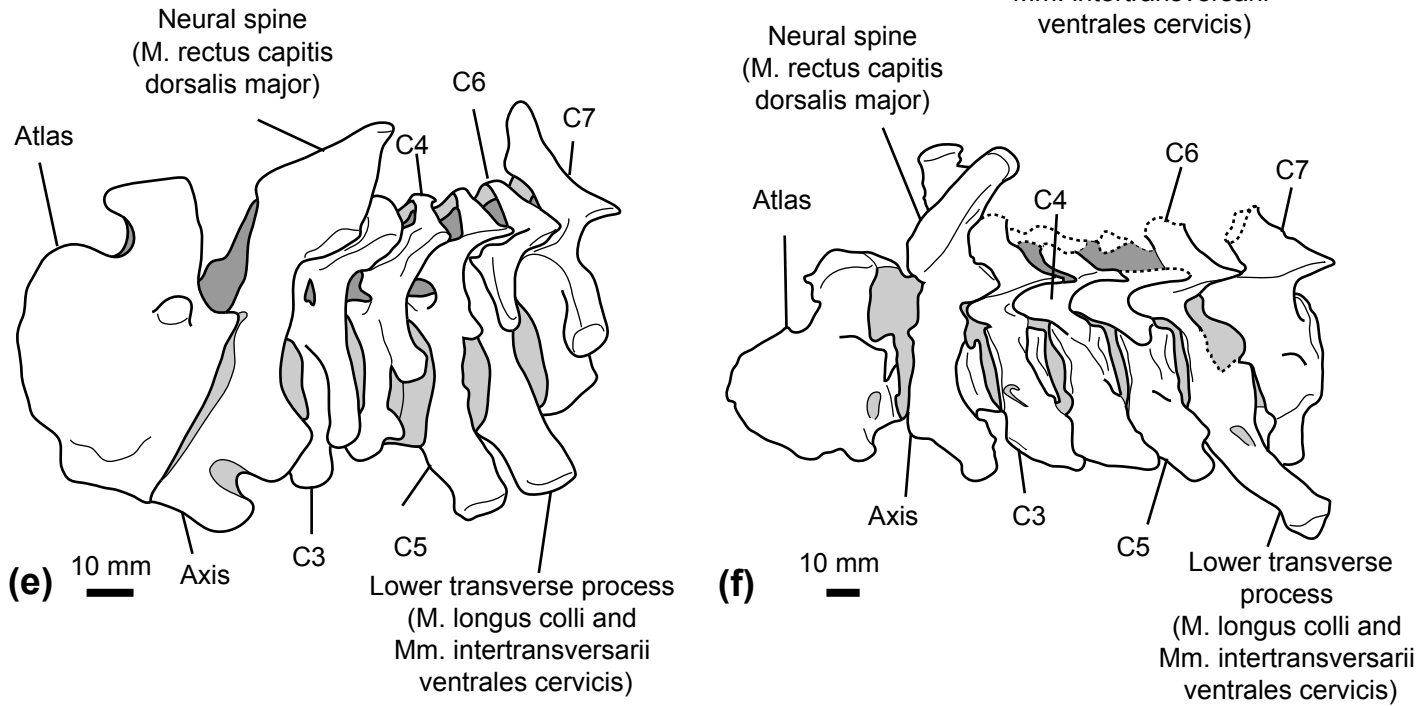 Mm. intertransversarii
ventrales cervicis)
Neural spine
(M. rectus capitis
dorsalis major)
Atlas
C4
C6
C7
C3
C5
Axis
(e)
10 mm
Lower transverse process
(M. longus colli and
Mm. intertransversarii
ventrales cervicis)
Neural spine
(M. rectus capitis
dorsalis major)
Atlas
C4
C6
C7
Axis
C3
C5
(f)
10 mm
Lower transverse
process
(M. longus colli and
Mm. intertransversarii
ventrales cervicis)